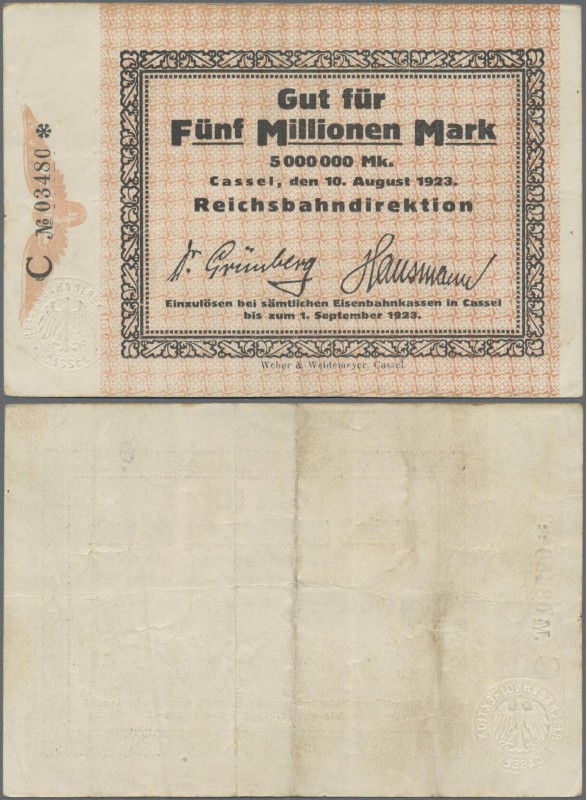 Gut für
Fünf Millionen Mark
5 000 000 Mk.
Cassel, den 10. August 1923.
Reichsbahndirektion
Dr. Grünberg Hausmann
Einzulösen bei sämtlichen Eisenbahnkassen in Cassel
bis zum 1. September 1923.
Weber & Weidemeyer, Cassel.
C № 03480 *